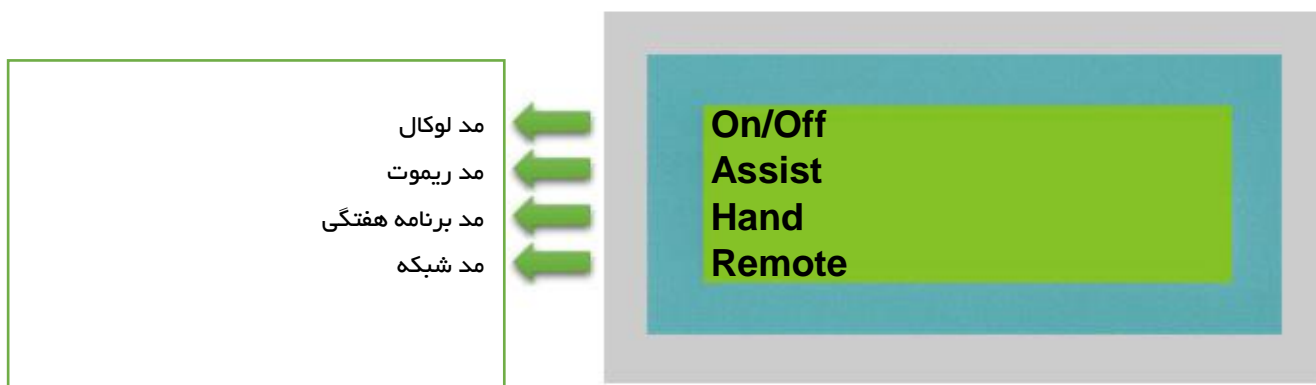 مد لوکال
مد ریموت
مد برنامه هفتگی
مد شبکه
On/Off
Assist
Hand
Remote